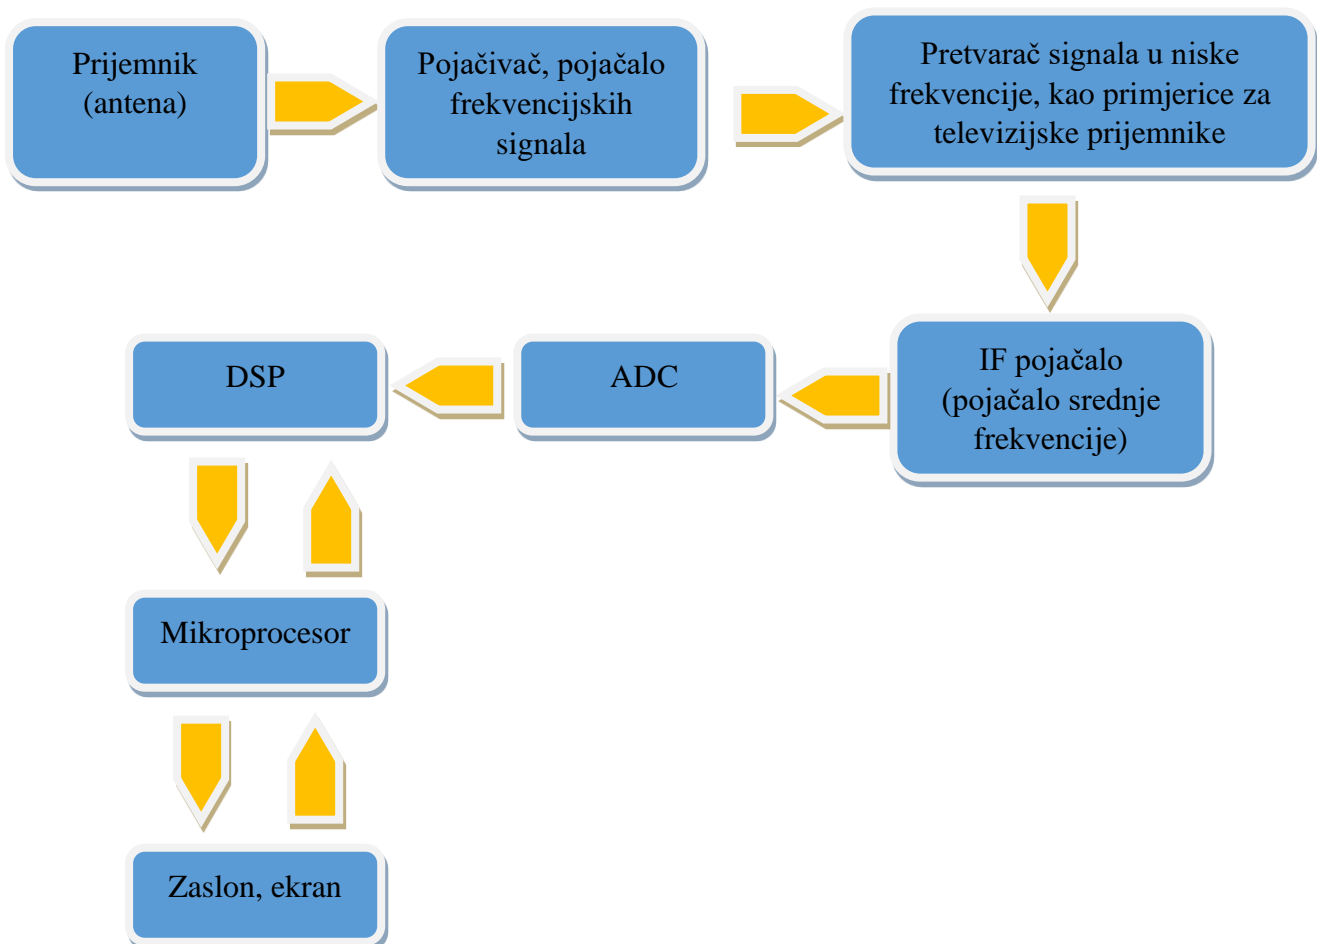 Prijemnik
(antena)
Pojačivač, pojačalo
frekvencijskih
signala
Pretvarač signala u niske
frekvencije, kao primjerice za
televizijske prijemnike
IF pojačalo
(pojačalo srednje
frekvencije)
ADC
DSP
Mikroprocesor
Zaslon, ekran